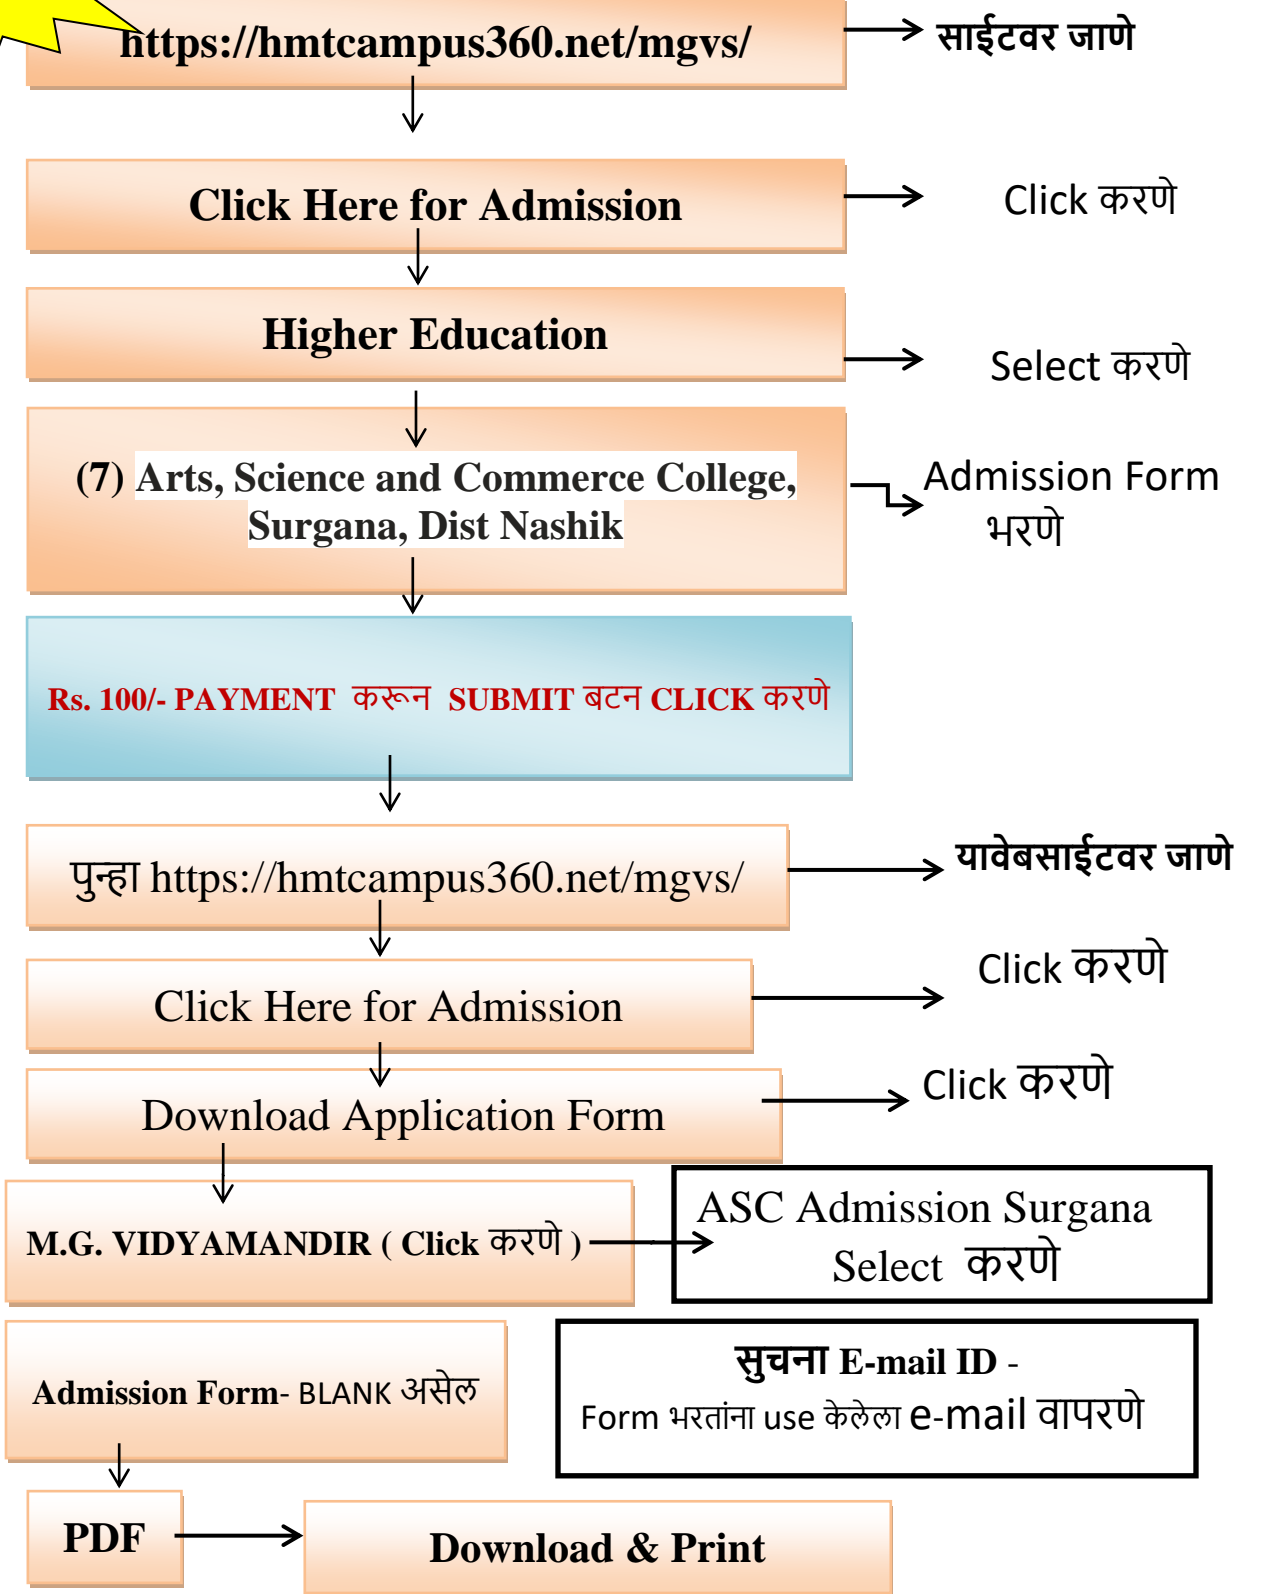 https://hmtcampus360.net/mgvs/
साईटवर जाणे
Click Here for Admission
Click करणे
Higher Education
Select करणे
(7) Arts, Science and Commerce College,
Surgana, Dist Nashik
Admission Form
भरणे
Rs. 100/- PAYMENT करून SUBMIT बटन CLICK करणे
पुन्हा https://hmtcampus360.net/mgvs/
यावेबसाईटवर जाणे
Click Here for Admission
Click करणे
Download Application Form
Click करणे
M.G. VIDYAMANDIR ( Click करणे )
ASC Admission Surgana
Select करणे
Admission Form- BLANK असेल
सुचना E-mail ID -
Form भरतांना use केलेला e-mail वापरणे
PDF
Download & Print